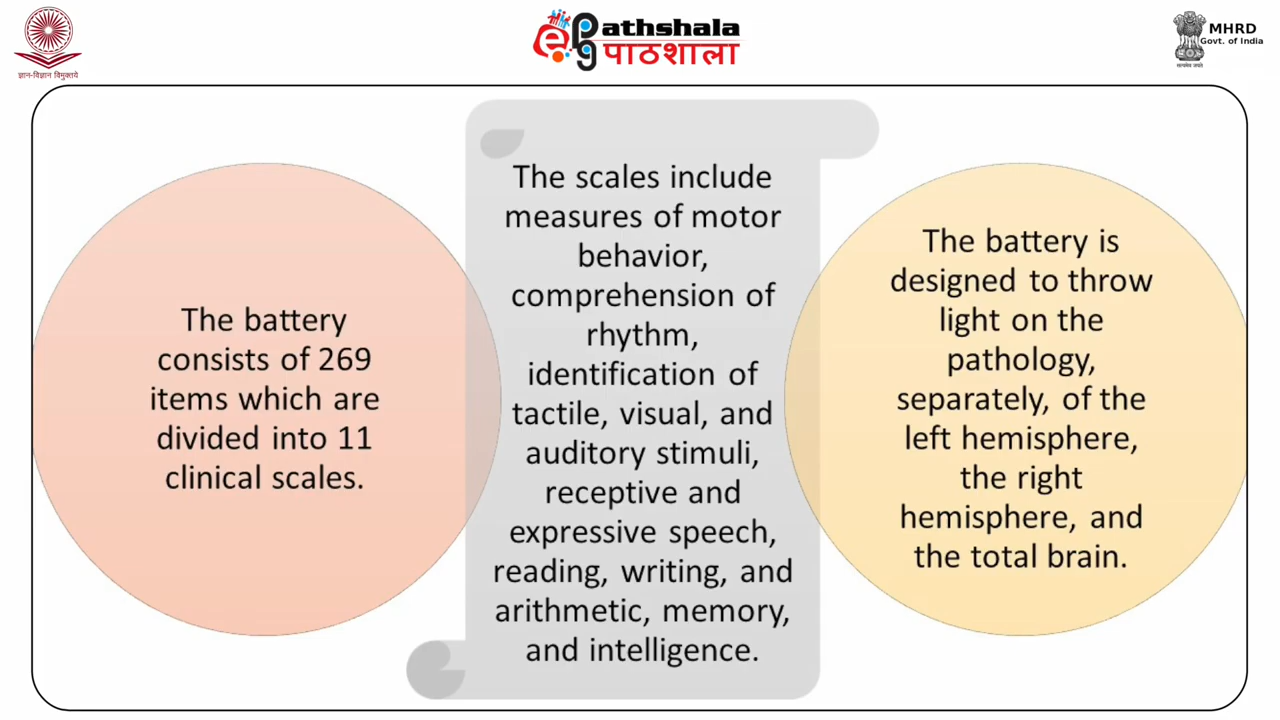 ज्ञान-विज्ञान विमुक्तये
Pathshala
पाठशाला
MHRD
Govt. of India
सत्यमेव जयते
The battery
consists of 269
items which are
divided into 11
clinical scales.
The scales include
measures of motor
behavior,
comprehension of
rhythm,
identification of
tactile, visual, and
auditory stimuli,
receptive and
expressive speech,
reading, writing, and
arithmetic, memory,
and intelligence.
The battery is
designed to throw
light on the
pathology,
separately, of the
left hemisphere,
the right
hemisphere, and
the total brain.